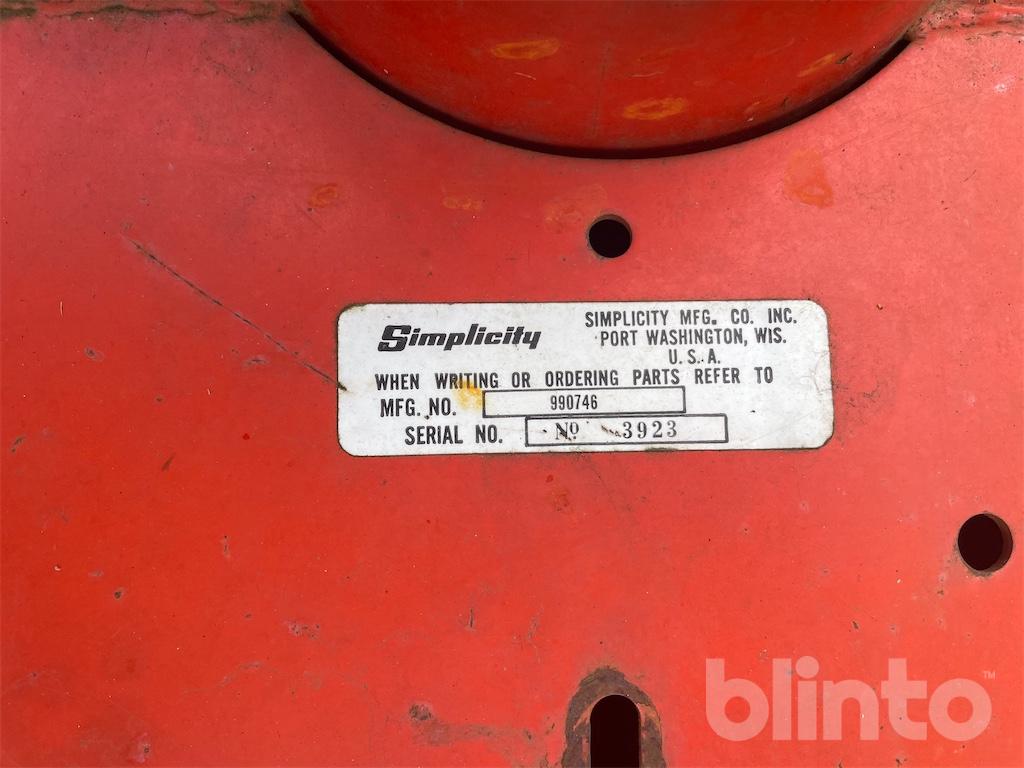 Simplicity
SIMPLICITY MFG. CO. INC.
PORT WASHINGTON, WIS.
U.S.A.
WHEN WRITING OR ORDERING PARTS REFER TO
MFG. NO. 990746
SERIAL NO. Nº 3923
blinto™